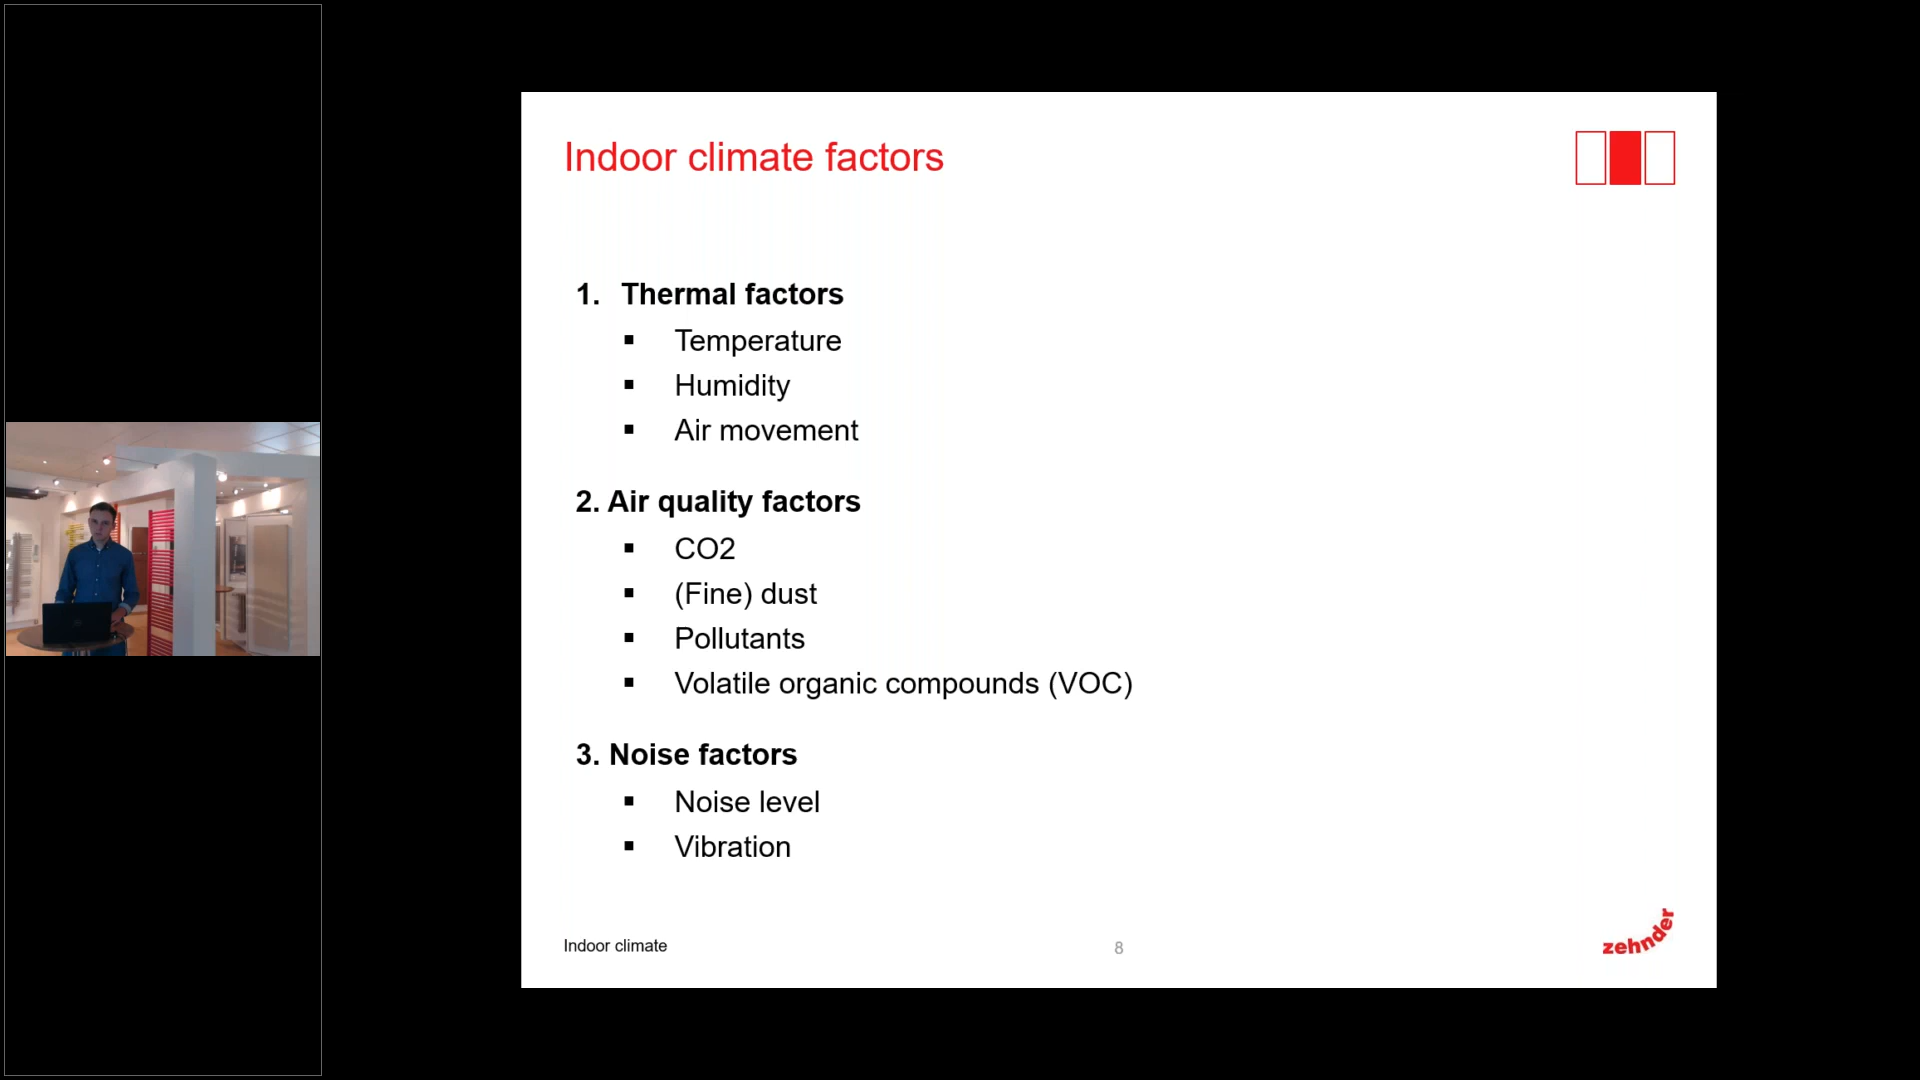 Indoor climate factors
1. Thermal factors
▪ Temperature
▪ Humidity
▪ Air movement
2. Air quality factors
▪ CO2
▪ (Fine) dust
▪ Pollutants
▪ Volatile organic compounds (VOC)
3. Noise factors
▪ Noise level
▪ Vibration
Indoor climate
8
zehnder